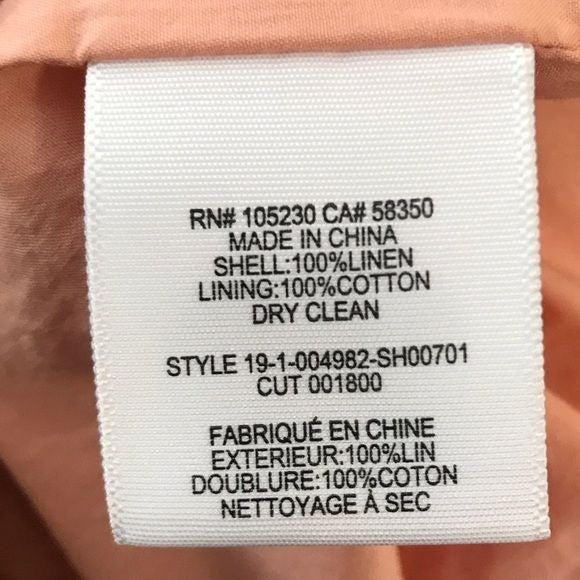 RN# 105230 CA# 58350
MADE IN CHINA
SHELL:100%LINEN
LINING:100%COTTON
DRY CLEAN
STYLE 19-1-004982-SH00701
CUT 001800
FABRIQUÉ EN CHINE
EXTERIEUR:100%LIN
DOUBLURE:100%COTON
NETTOYAGE À SEC